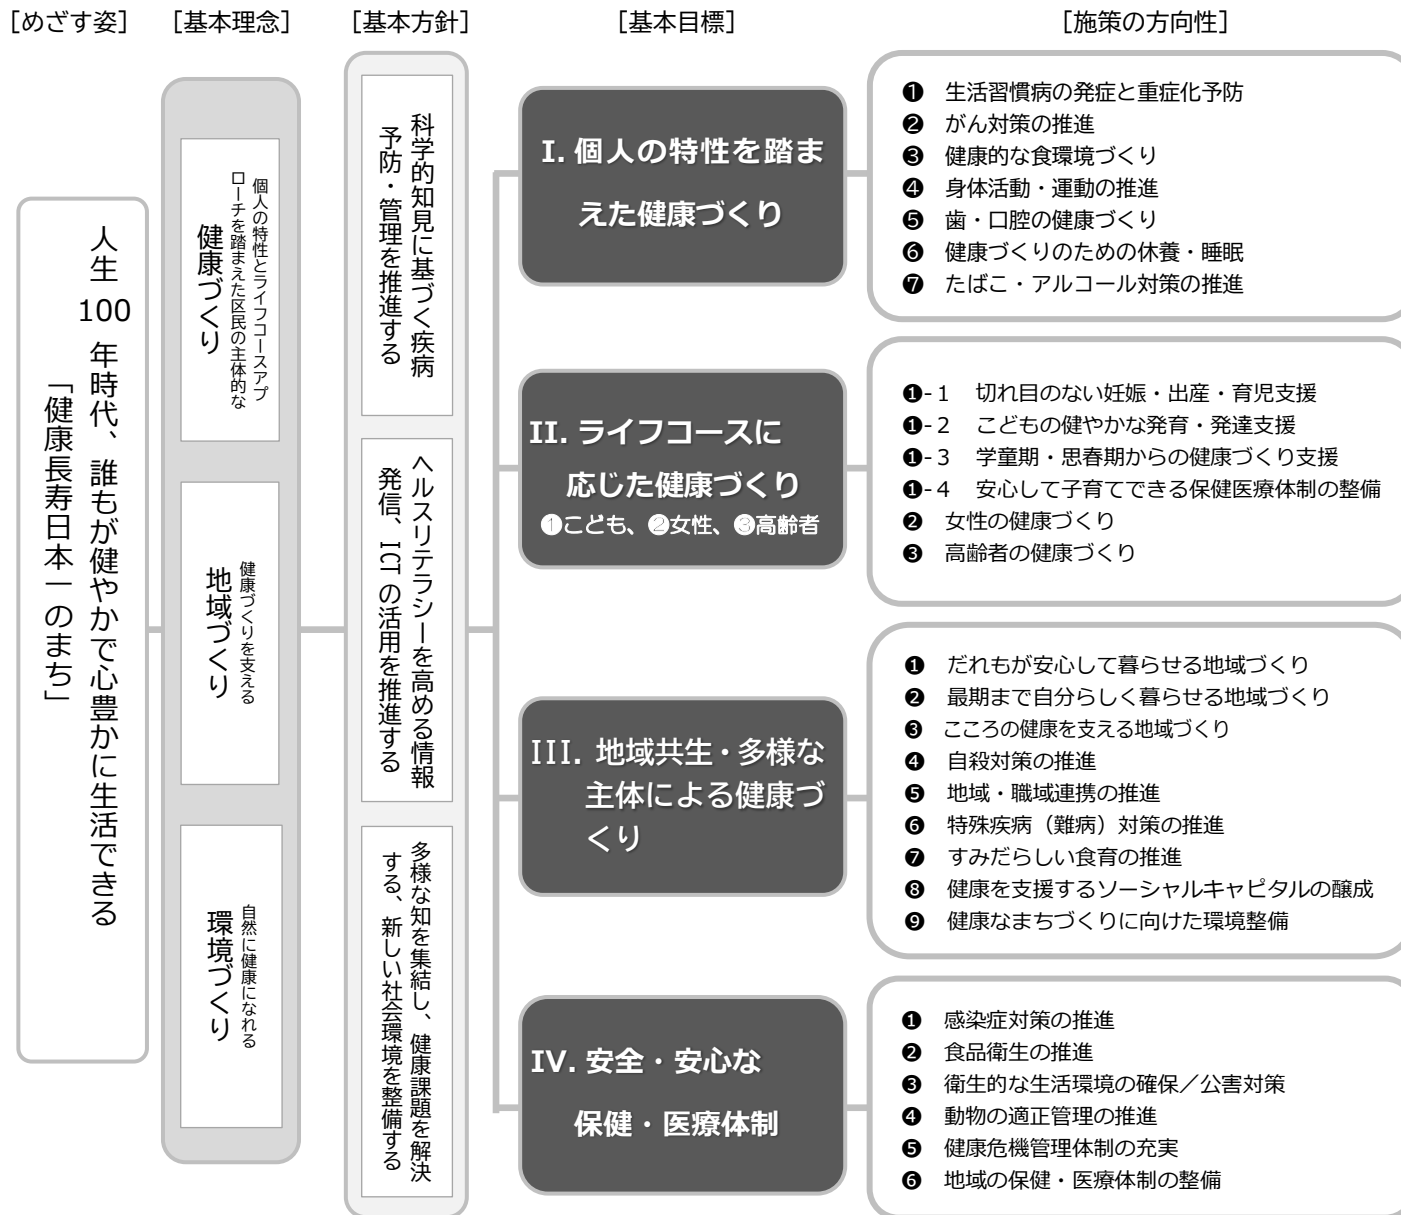 ［めざす姿］
［基本理念］
［基本方針］
［基本目標］
［施策の方向性］
人生 100 年時代、誰もが健やかで心豊かに生活できる
「健康長寿日本一のまち」
個人の特性とライフコースアプ
ローチを踏まえた区民の主体的な
健康づくり
健康づくりを支える
地域づくり
自然に健康になれる
環境づくり
科学的知見に基づく疾病
予防・管理を推進する
ヘルスリテラシーを高める情報
発信、ICT の活用を推進する
多様な知を集結し、健康課題を解決
する、新しい社会環境を整備する
I. 個人の特性を踏ま
えた健康づくり
❶ 生活習慣病の発症と重症化予防
❷ がん対策の推進
❸ 健康的な食環境づくり
❹ 身体活動・運動の推進
❺ 歯・口腔の健康づくり
❻ 健康づくりのための休養・睡眠
❼ たばこ・アルコール対策の推進
II. ライフコースに
応じた健康づくり
❶こども、❷女性、❸高齢者
❶-１ 切れ目のない妊娠・出産・育児支援
❶-２ こどもの健やかな発育・発達支援
❶-３ 学童期・思春期からの健康づくり支援
❶-４ 安心して子育てできる保健医療体制の整備
❷ 女性の健康づくり
❸ 高齢者の健康づくり
III. 地域共生・多様な
主体による健康づ
くり
❶ だれもが安心して暮らせる地域づくり
❷ 最期まで自分らしく暮らせる地域づくり
❸ こころの健康を支える地域づくり
❹ 自殺対策の推進
❺ 地域・職域連携の推進
❻ 特殊疾病（難病）対策の推進
❼ すみだらしい食育の推進
❽ 健康を支援するソーシャルキャピタルの醸成
❾ 健康なまちづくりに向けた環境整備
IV. 安全・安心な
保健・医療体制
❶ 感染症対策の推進
❷ 食品衛生の推進
❸ 衛生的な生活環境の確保／公害対策
❹ 動物の適正管理の推進
❺ 健康危機管理体制の充実
❻ 地域の保健・医療体制の整備